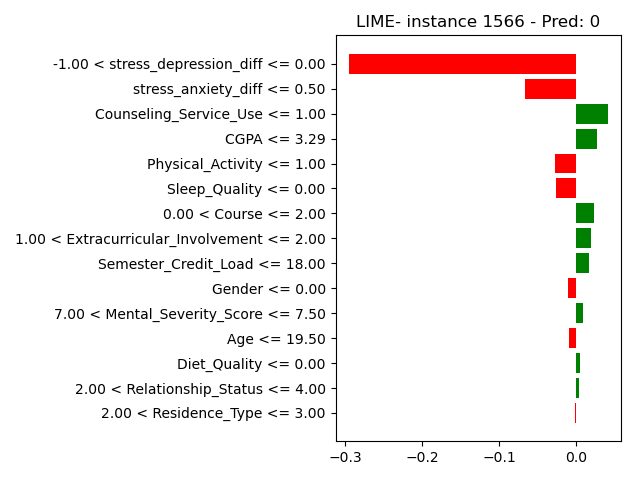 LIME- instance 1566 - Pred: 0
-1.00 < stress_depression_diff <= 0.00
stress_anxiety_diff <= 0.50
Counseling_Service_Use <= 1.00
CGPA <= 3.29
Physical_Activity <= 1.00
Sleep_Quality <= 0.00
0.00 < Course <= 2.00
1.00 < Extracurricular_Involvement <= 2.00
Semester_Credit_Load <= 18.00
Gender <= 0.00
7.00 < Mental_Severity_Score <= 7.50
Age <= 19.50
Diet_Quality <= 0.00
2.00 < Relationship_Status <= 4.00
2.00 < Residence_Type <= 3.00
−0.3 −0.2 −0.1 0.0